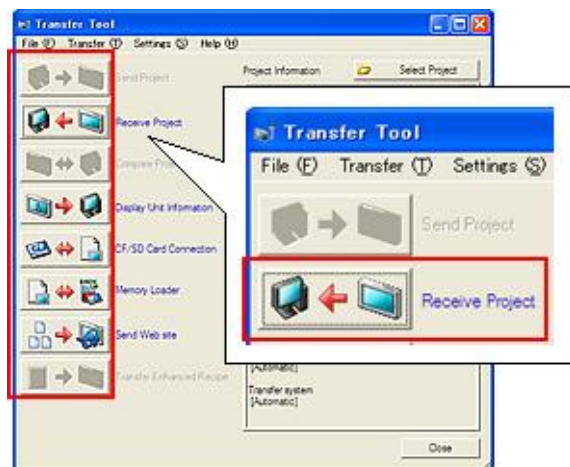 Transfer Tool
File (F) Transfer (T) Settings (S) Help (H)
Send Project
Project Information
Select Project
Receive Project
Compare
Display Unit Information
CF/SD Card Connection
Memory Loader
Send Web site
Transfer Enhanced Recipe
[Automatic]
Transfer system
[Automatic]
Close
Transfer Tool
File (F) Transfer (T) Settings (S)
Send Project
Receive Project